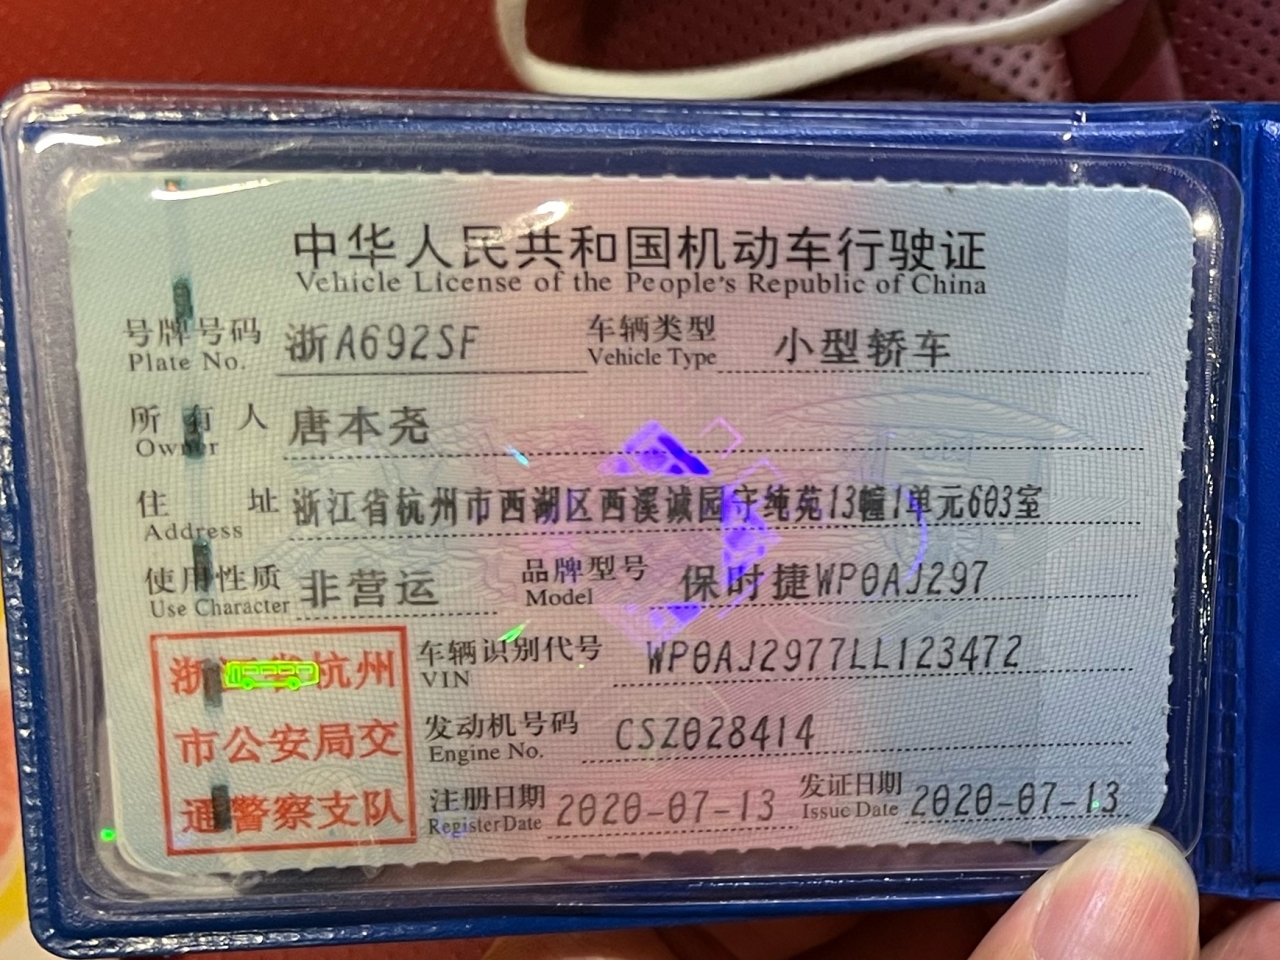 中华人民共和国机动车行驶证
Vehicle License of the People's Republic of China
号牌号码 浙A692SF 车辆类型 小型轿车
Plate No. Vehicle Type
所有人 唐本尧
Owner
住址 浙江省杭州市西湖区西溪诚园守纯苑13幢1单元603室
Address
使用性质 非营运 品牌型号 保时捷WP0AJ297
Use Character Model
浙江省杭州
市公安局交
通警察支队
车辆识别代号 WP0AJ2977LL123472
VIN
发动机号码 CSZ028414
Engine No.
注册日期 2020-07-13 发证日期 2020-07-13
Register Date Issue Date